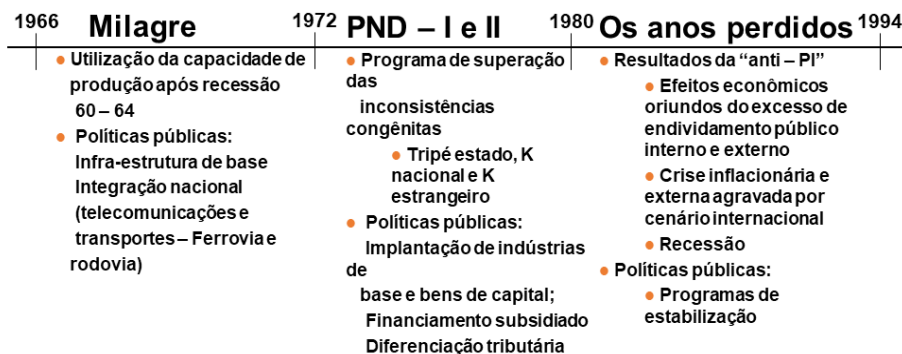 1966 Milagre 1972 PND – I e II 1980 Os anos perdidos 1994
● Utilização da capacidade de
produção após recessão
60 – 64
● Políticas públicas:
Infra-estrutura de base
Integração nacional
(telecomunicações e
transportes – Ferrovia e
rodovia)
● Programa de superação
das
inconsistências
congênitas
● Tripé estado, K
nacional e K
estrangeiro
● Políticas públicas:
Implantação de indústrias
de
base e bens de capital;
Financiamento subsidiado
Diferenciação tributária
● Resultados da “anti – PI”
● Efeitos econômicos
oriundos do excesso de
endividamento público
interno e externo
● Crise inflacionária e
externa agravada por
cenário internacional
● Recessão
● Políticas públicas:
● Programas de
estabilização